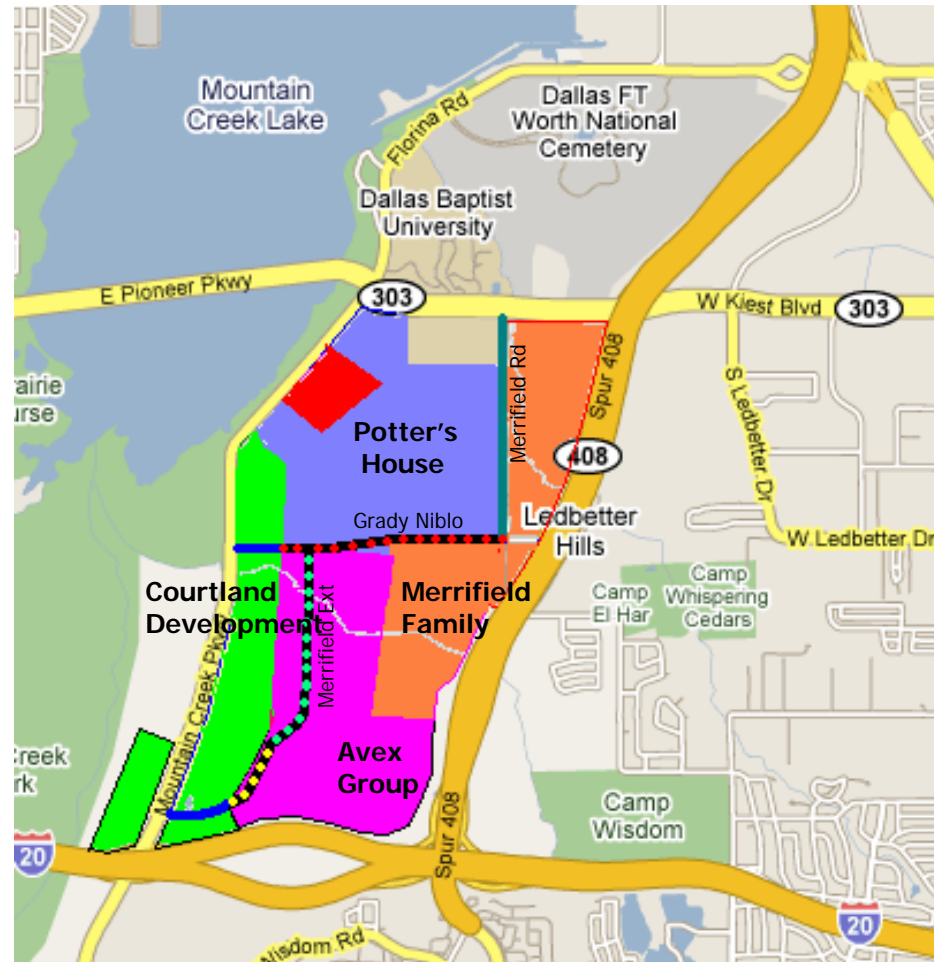 Mountain
Creek Lake
Florina Rd
Dallas FT
Worth National
Cemetery
Dallas Baptist
University
E Pioneer Pkwy
303
W Kiest Blvd
303
Merrifield Rd
Spur 408
S Ledbetter Dr
Potter's
House
408
Grady Niblo
Ledbetter
Hills
W Ledbetter Dr
Courtland
Development
Merrifield Ext
Merrifield
Family
Camp
El Har
Camp
Whispering
Cedars
Mountain Creek Pkwy
Avex
Group
Creek
Camp
Wisdom
Spur 408
20
20
Wisdom Rd